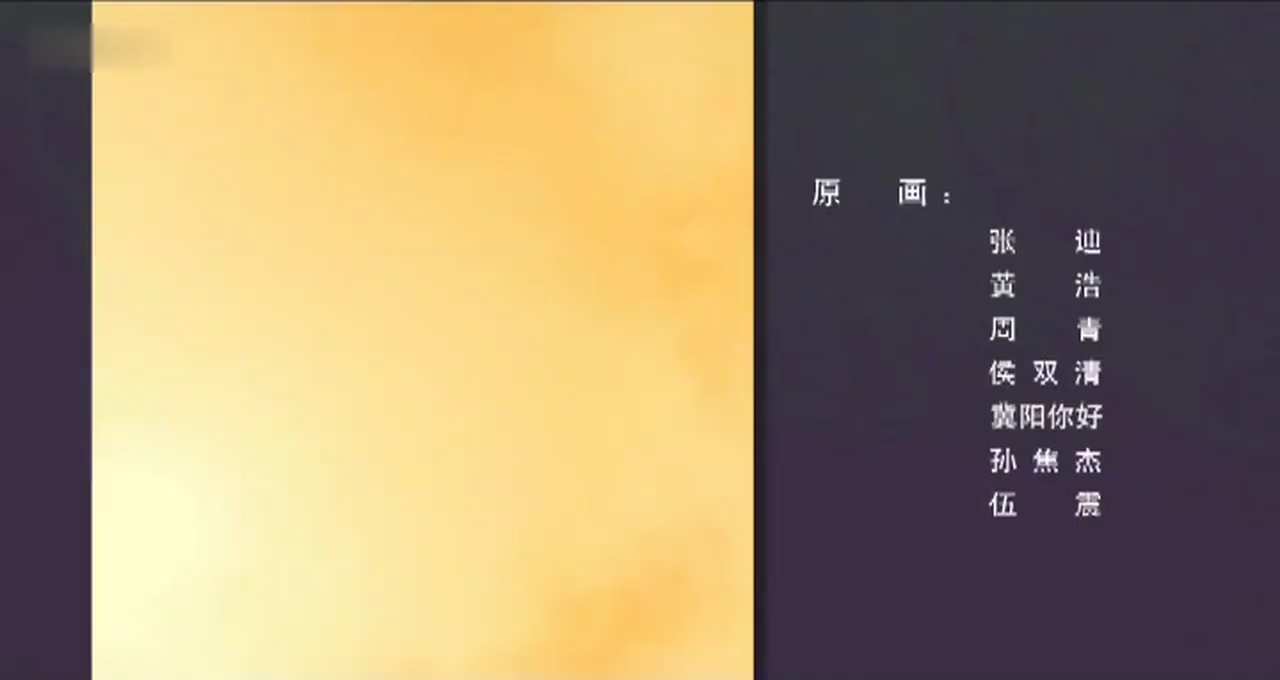 原 画：
张 迪
黄 浩
周 青
侯 双 清
冀阳你好
孙 焦 杰
伍 震